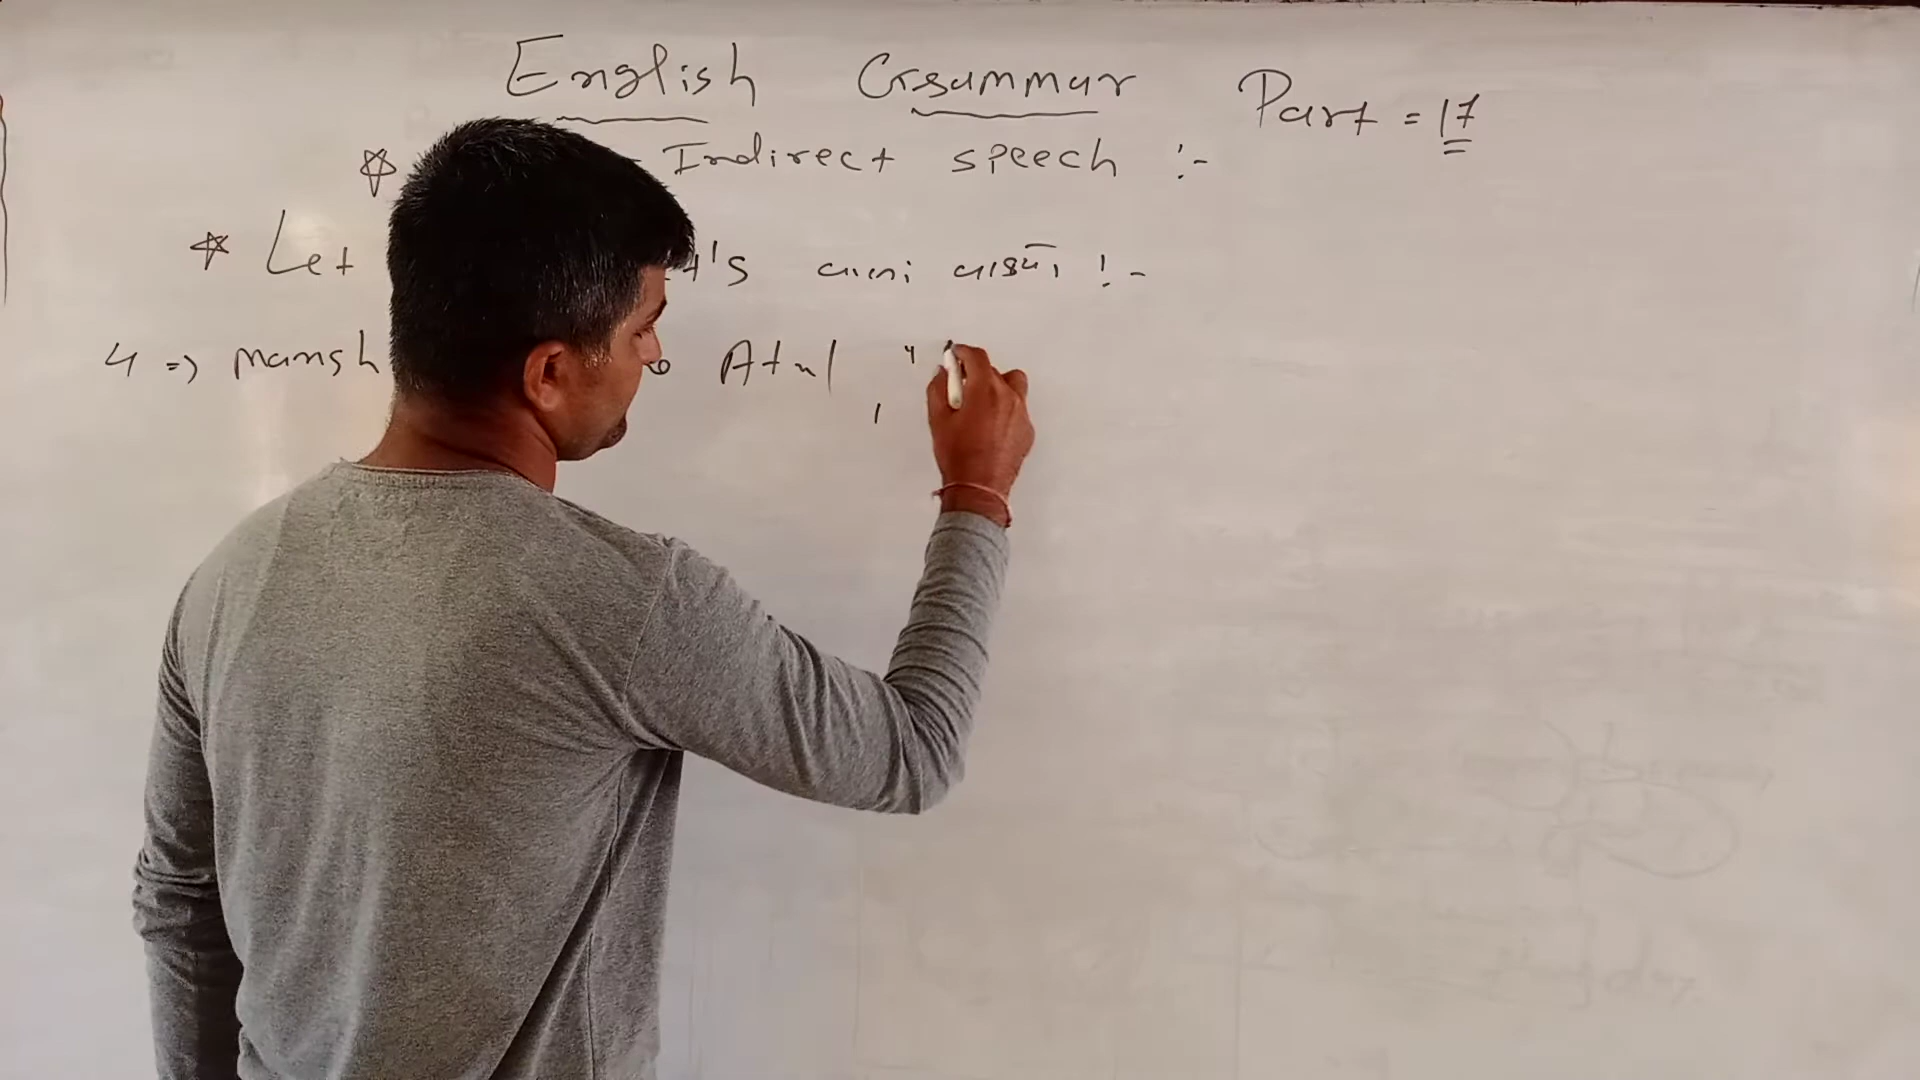 English Grammar Part = 17
Indirect speech :-
* Let 't's वाला वाक्य :-
4 => mansh o Atul , "